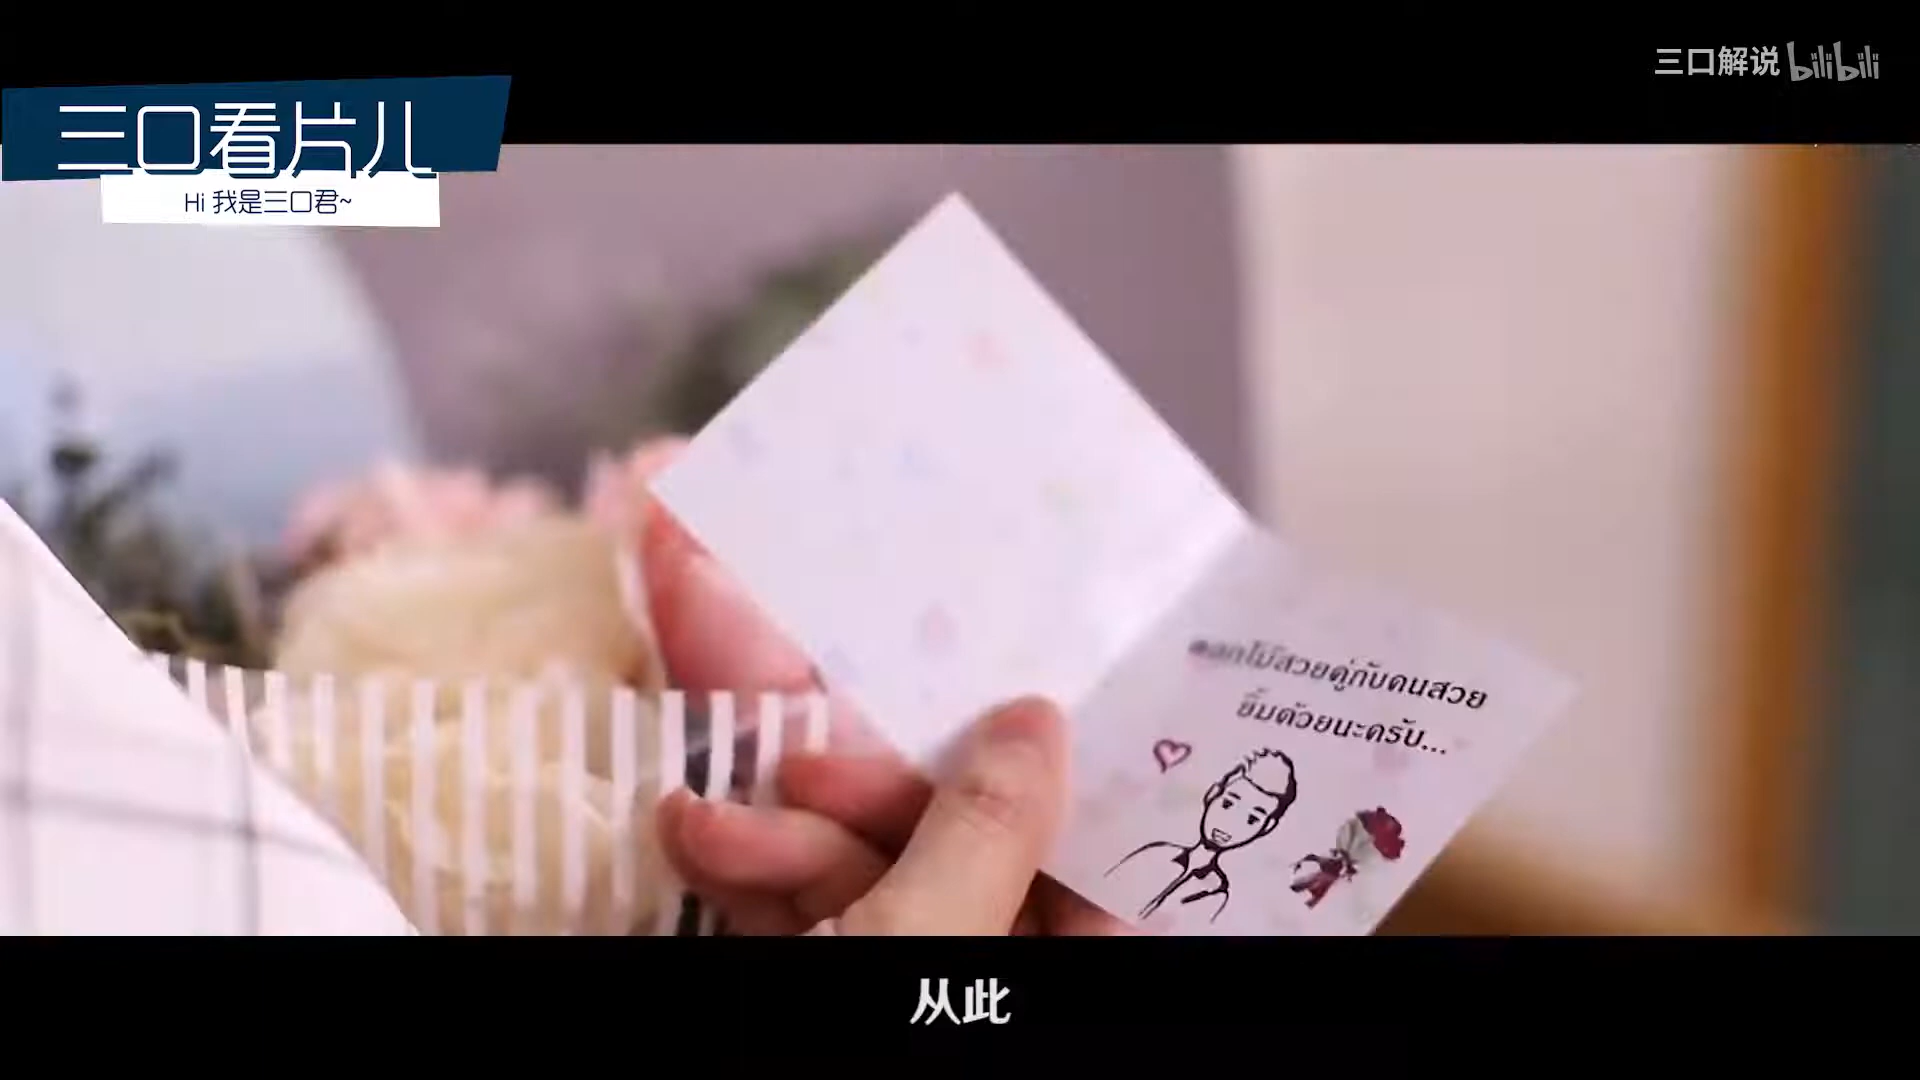 三口解说 bilibili
三口看片儿
Hi 我是三口君~
ดอกไม้สวยคู่กับคนสวย
ยิ้มด้วยนะครับ...
从此